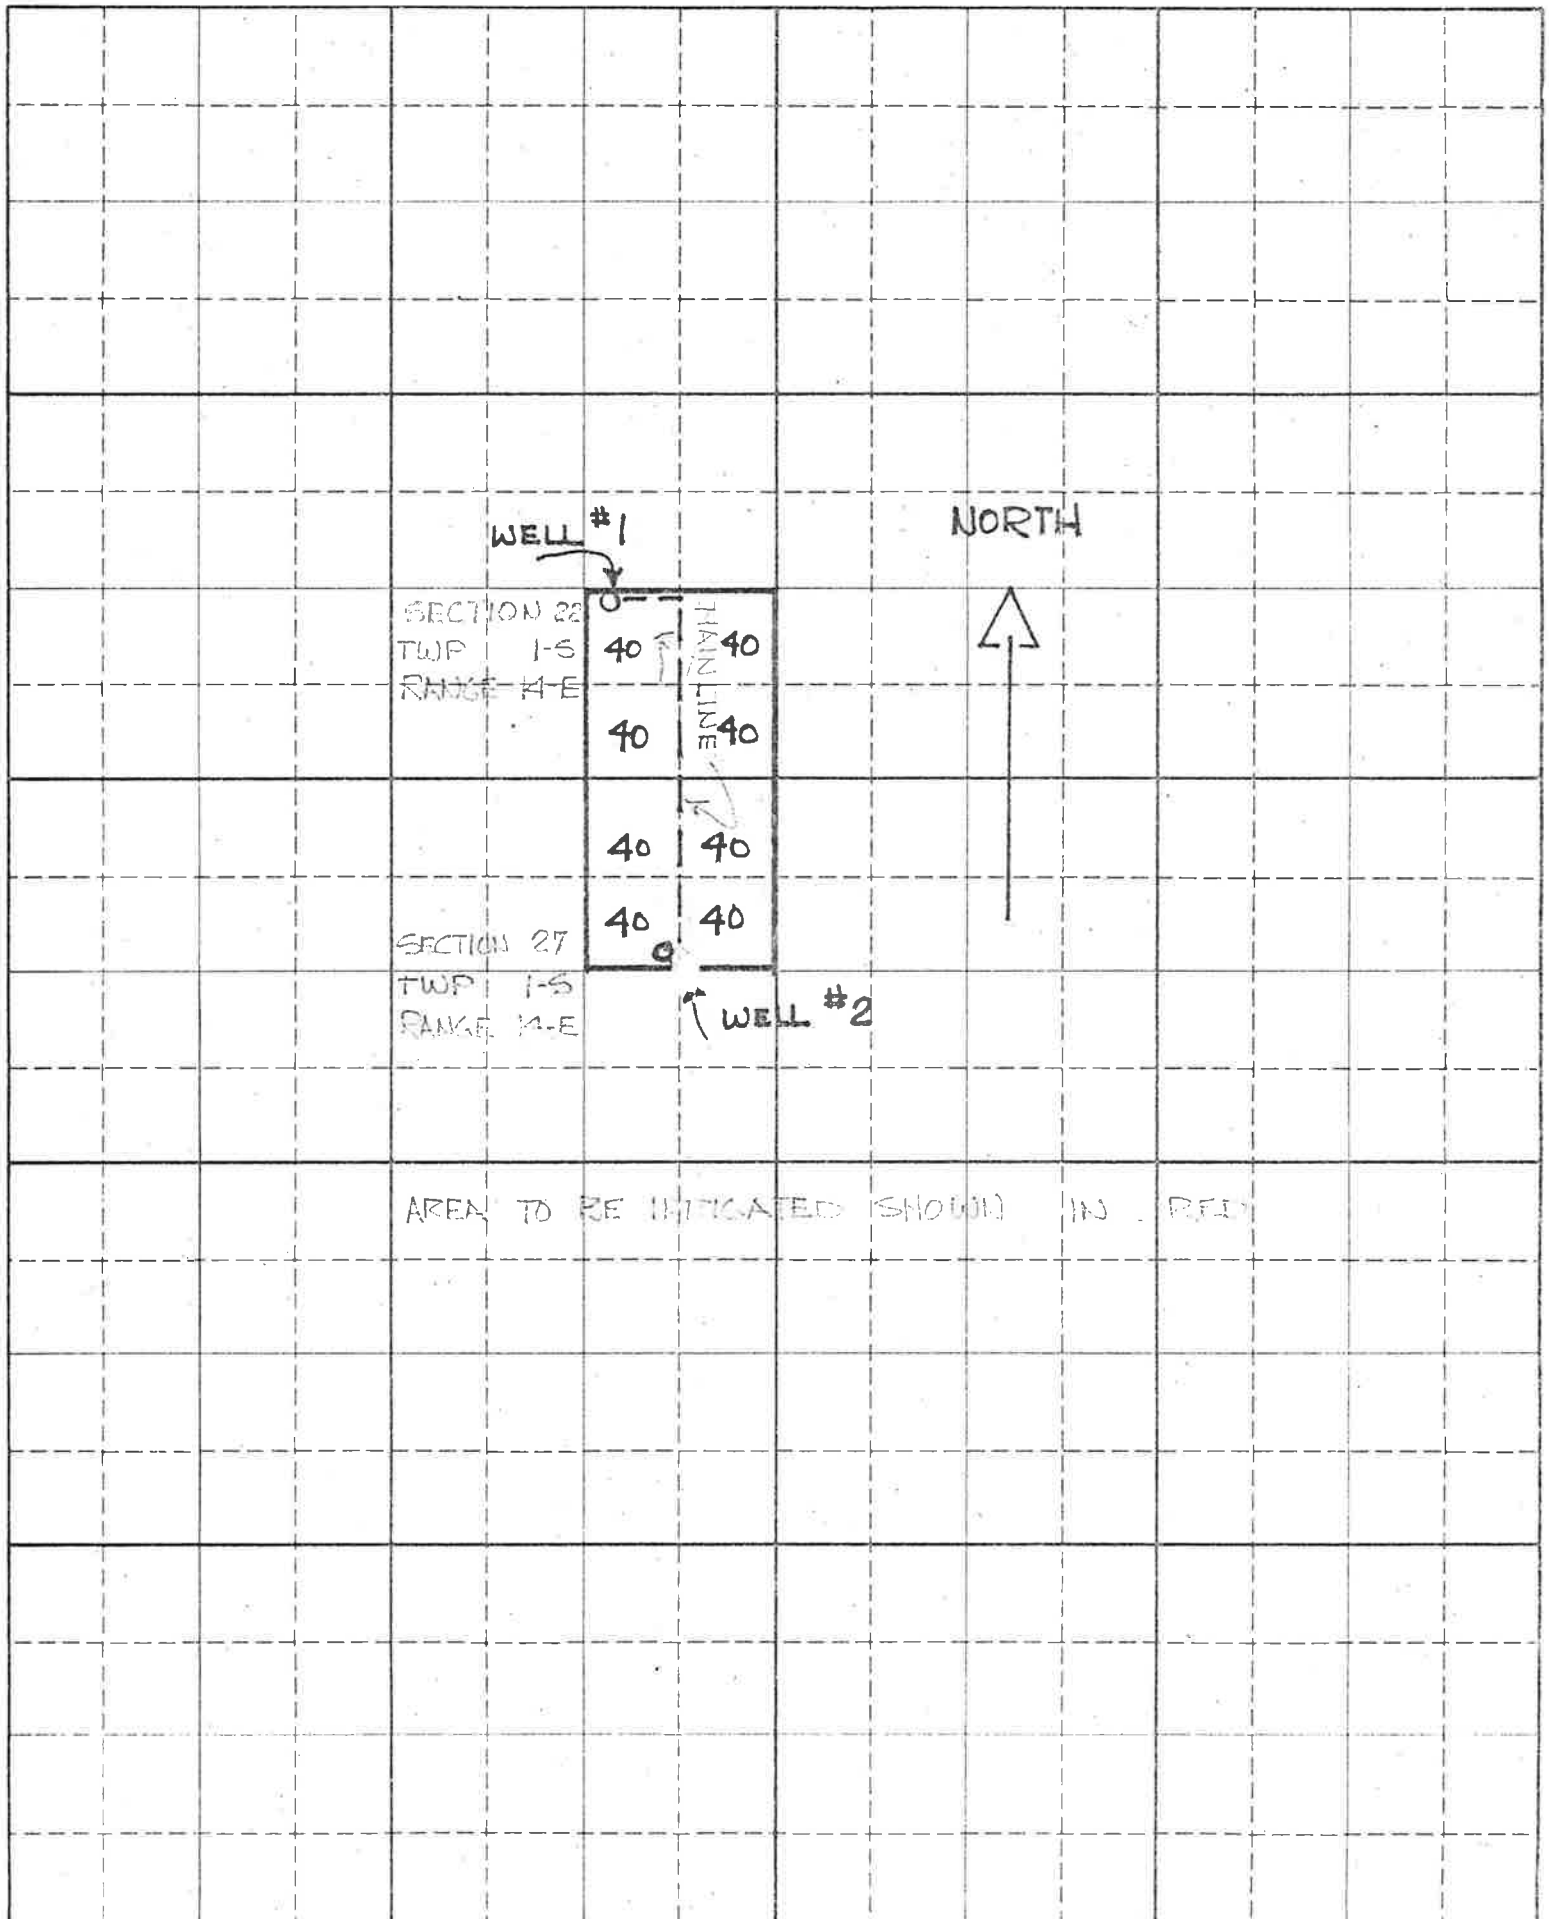 WELL #1
NORTH
SECTION 22
TWP 1-S
RANGE 14-E
MAIN LINE
40 40
40 40
40 40
40 40
SECTION 27
TWP 1-S
RANGE 14-E
WELL #2
AREA TO BE IRRIGATED SHOWN IN RED